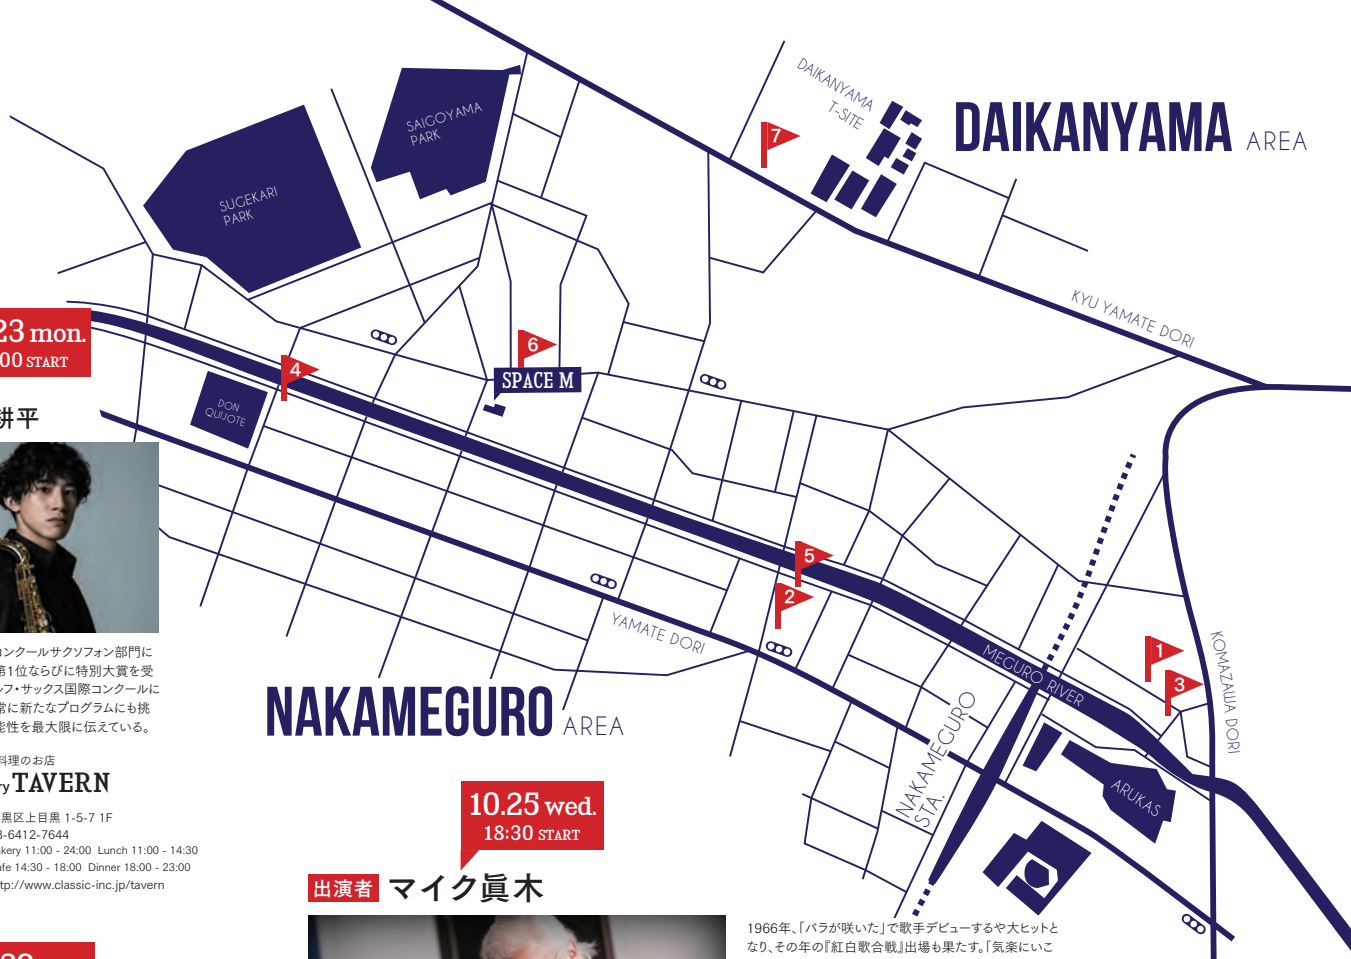 DAIKANYAMA AREA
DAIKANYAMA
T-SITE
7
SAIGOYAMA
PARK
SUGEKARI
PARK
KYU YAMATE DORI
23 mon.
00 START
6
SPACE M
4
DON
QUIJOTE
耕平
5
2
YAMATE DORI
MEGURO RIVER
1
3
KOMAZAWA DORI
NAKAMEGURO
STA.
ARUKAS
NAKAMEGURO AREA
コンクールサクソフォン部門に
第1位ならびに特別大賞を受
ルフ・サックス国際コンクールに
常に新たなプログラムにも挑
能性を最大限に伝えている。
料理のお店
ry TAVERN
黒区上目黒 1-5-7 1F
3-6412-7644
kery 11:00 - 24:00 Lunch 11:00 - 14:30
afe 14:30 - 18:00 Dinner 18:00 - 23:00
tp://www.classic-inc.jp/tavern
10.25 wed.
18:30 START
出演者 マイク眞木
1966年、「バラが咲いた」で歌手デビューするや大ヒットと
なり、その年の『紅白歌合戦』出場も果たす。「気楽にいこ